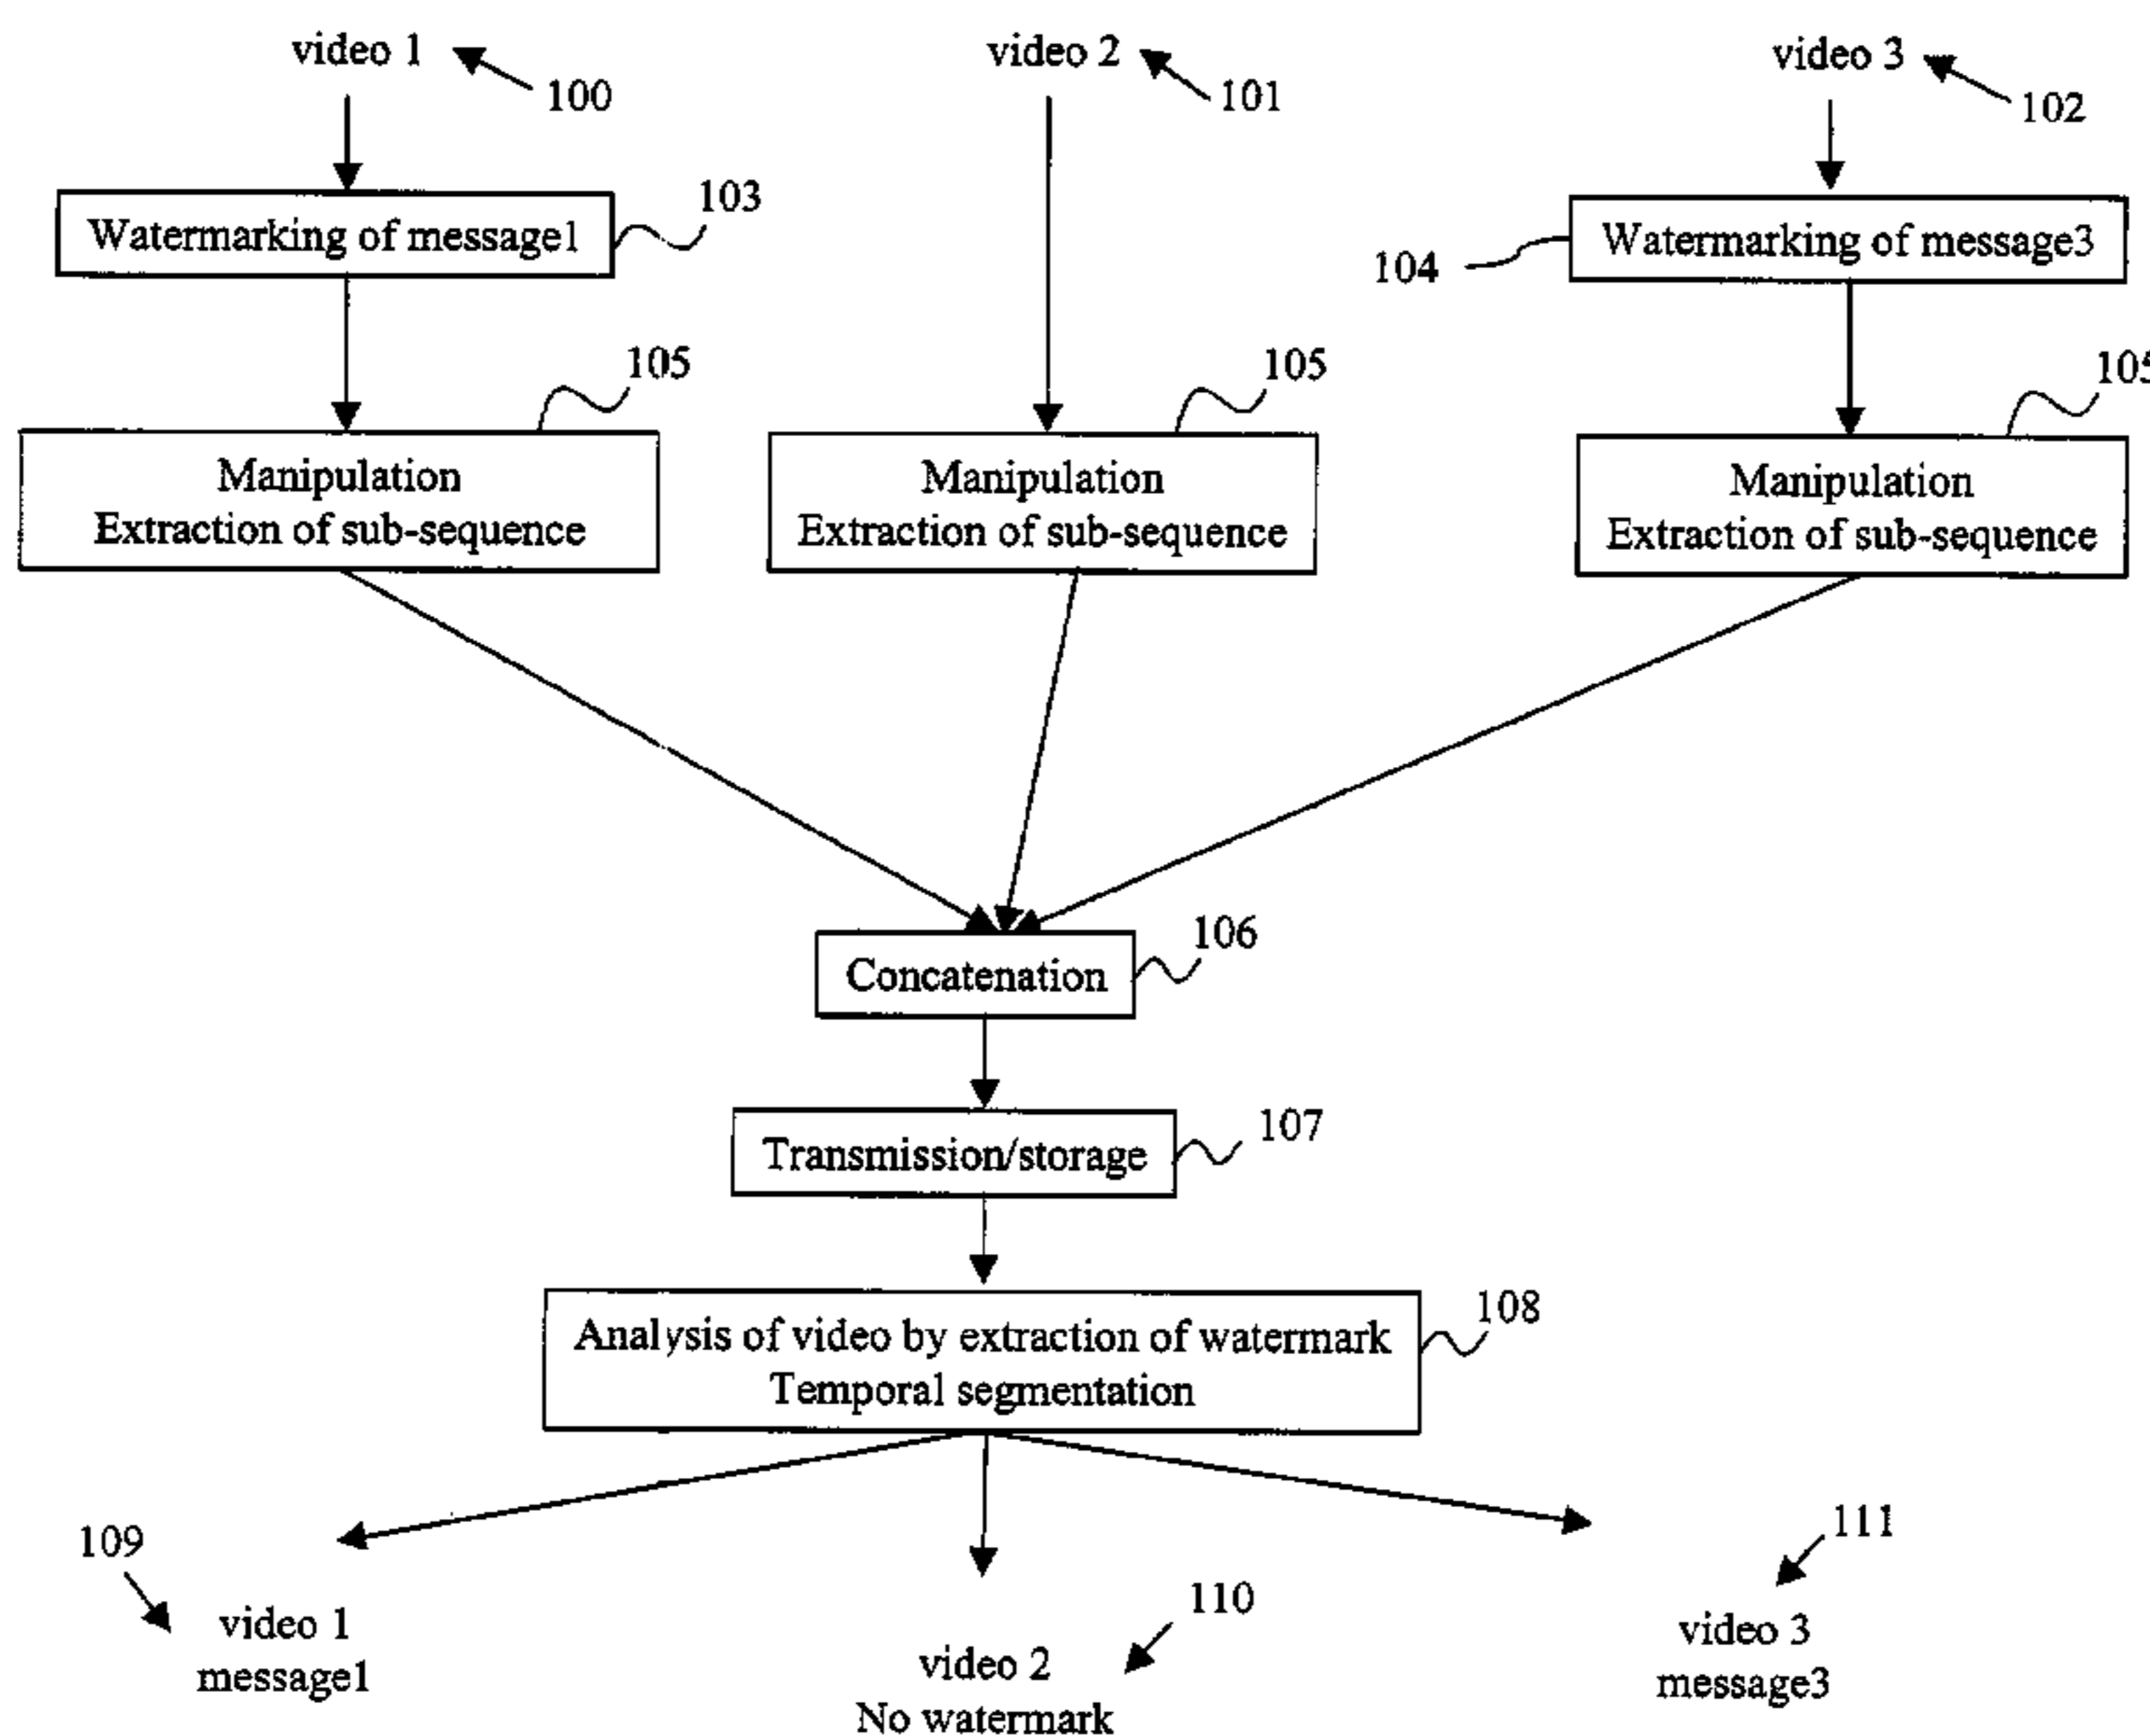 video 1
100
video 2
101
video 3
102
Watermarking of message1
103
104
Watermarking of message3
105
105
105
Manipulation
Extraction of sub-sequence
Manipulation
Extraction of sub-sequence
Manipulation
Extraction of sub-sequence
Concatenation
106
Transmission/storage
107
Analysis of video by extraction of watermark
Temporal segmentation
108
109
video 1
message1
110
video 2
No watermark
111
video 3
message3